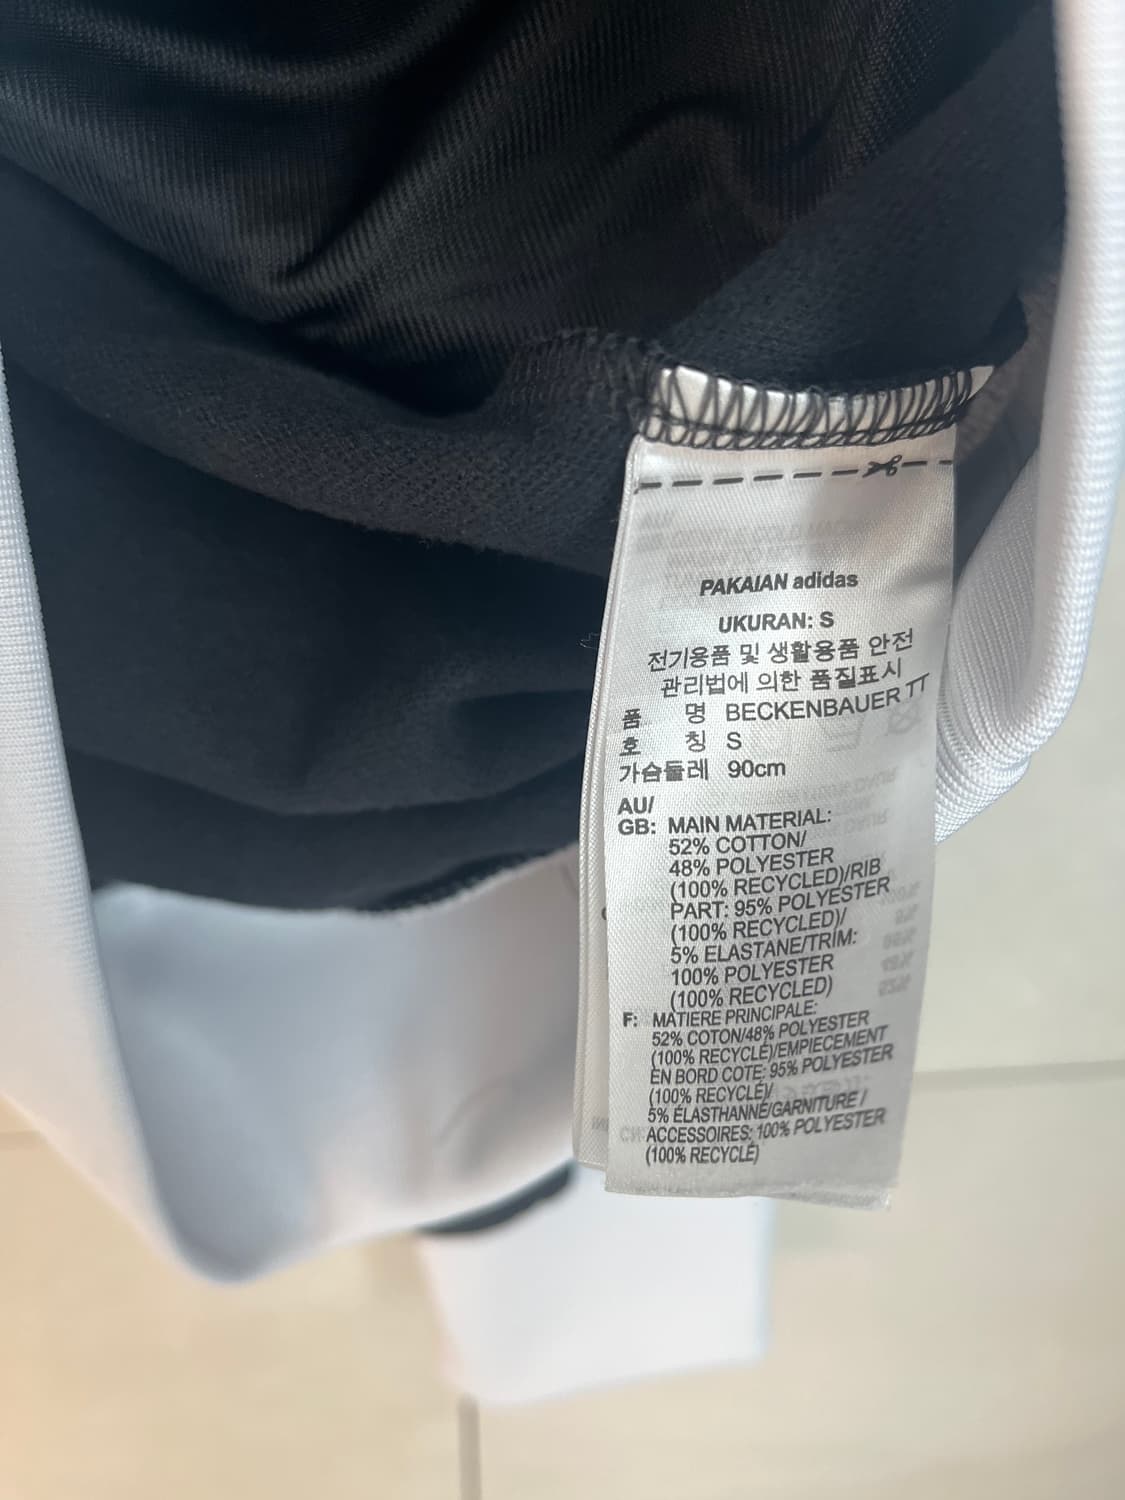 PAKAIAN adidas
UKURAN: S
전기용품 및 생활용품 안전
관리법에 의한 품질표시
품 명 BECKENBAUER TT
호 칭 S
가슴둘레 90cm
AU/
GB: MAIN MATERIAL:
52% COTTON/
48% POLYESTER
(100% RECYCLED)/RIB
PART: 95% POLYESTER
(100% RECYCLED)/
5% ELASTANE/TRIM:
100% POLYESTER
(100% RECYCLED)
F: MATIERE PRINCIPALE:
52% COTON/48% POLYESTER
(100% RECYCLÉ)/EMPIECEMENT
EN BORD COTE: 95% POLYESTER
(100% RECYCLÉ)/
5% ÉLASTHANNE/GARNITURE /
ACCESSOIRES: 100% POLYESTER
(100% RECYCLÉ)